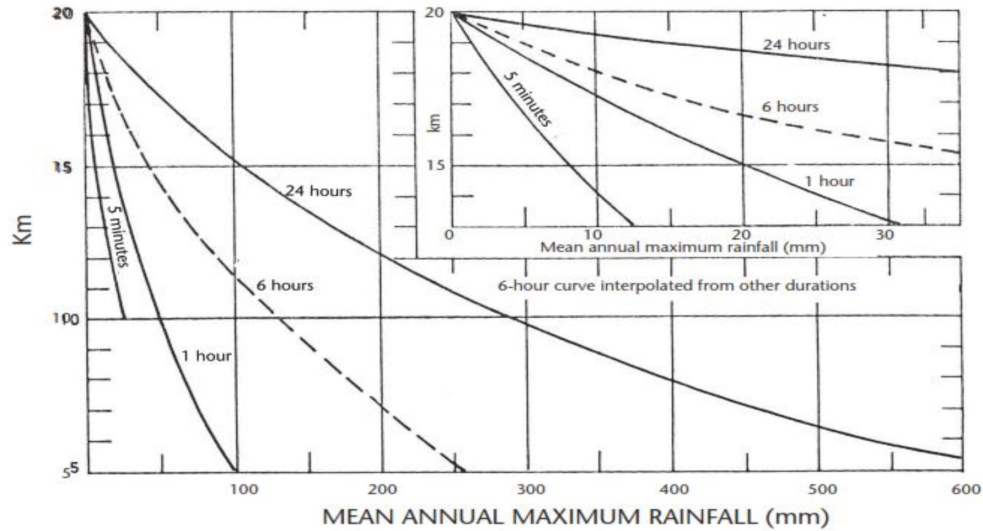 20
15
100
55
Km
5 minutes
1 hour
6 hours
24 hours
100
200
300
400
500
600
MEAN ANNUAL MAXIMUM RAINFALL (mm)
20
15
km
5 minutes
24 hours
6 hours
1 hour
0
10
20
30
Mean annual maximum rainfall (mm)
6-hour curve interpolated from other durations